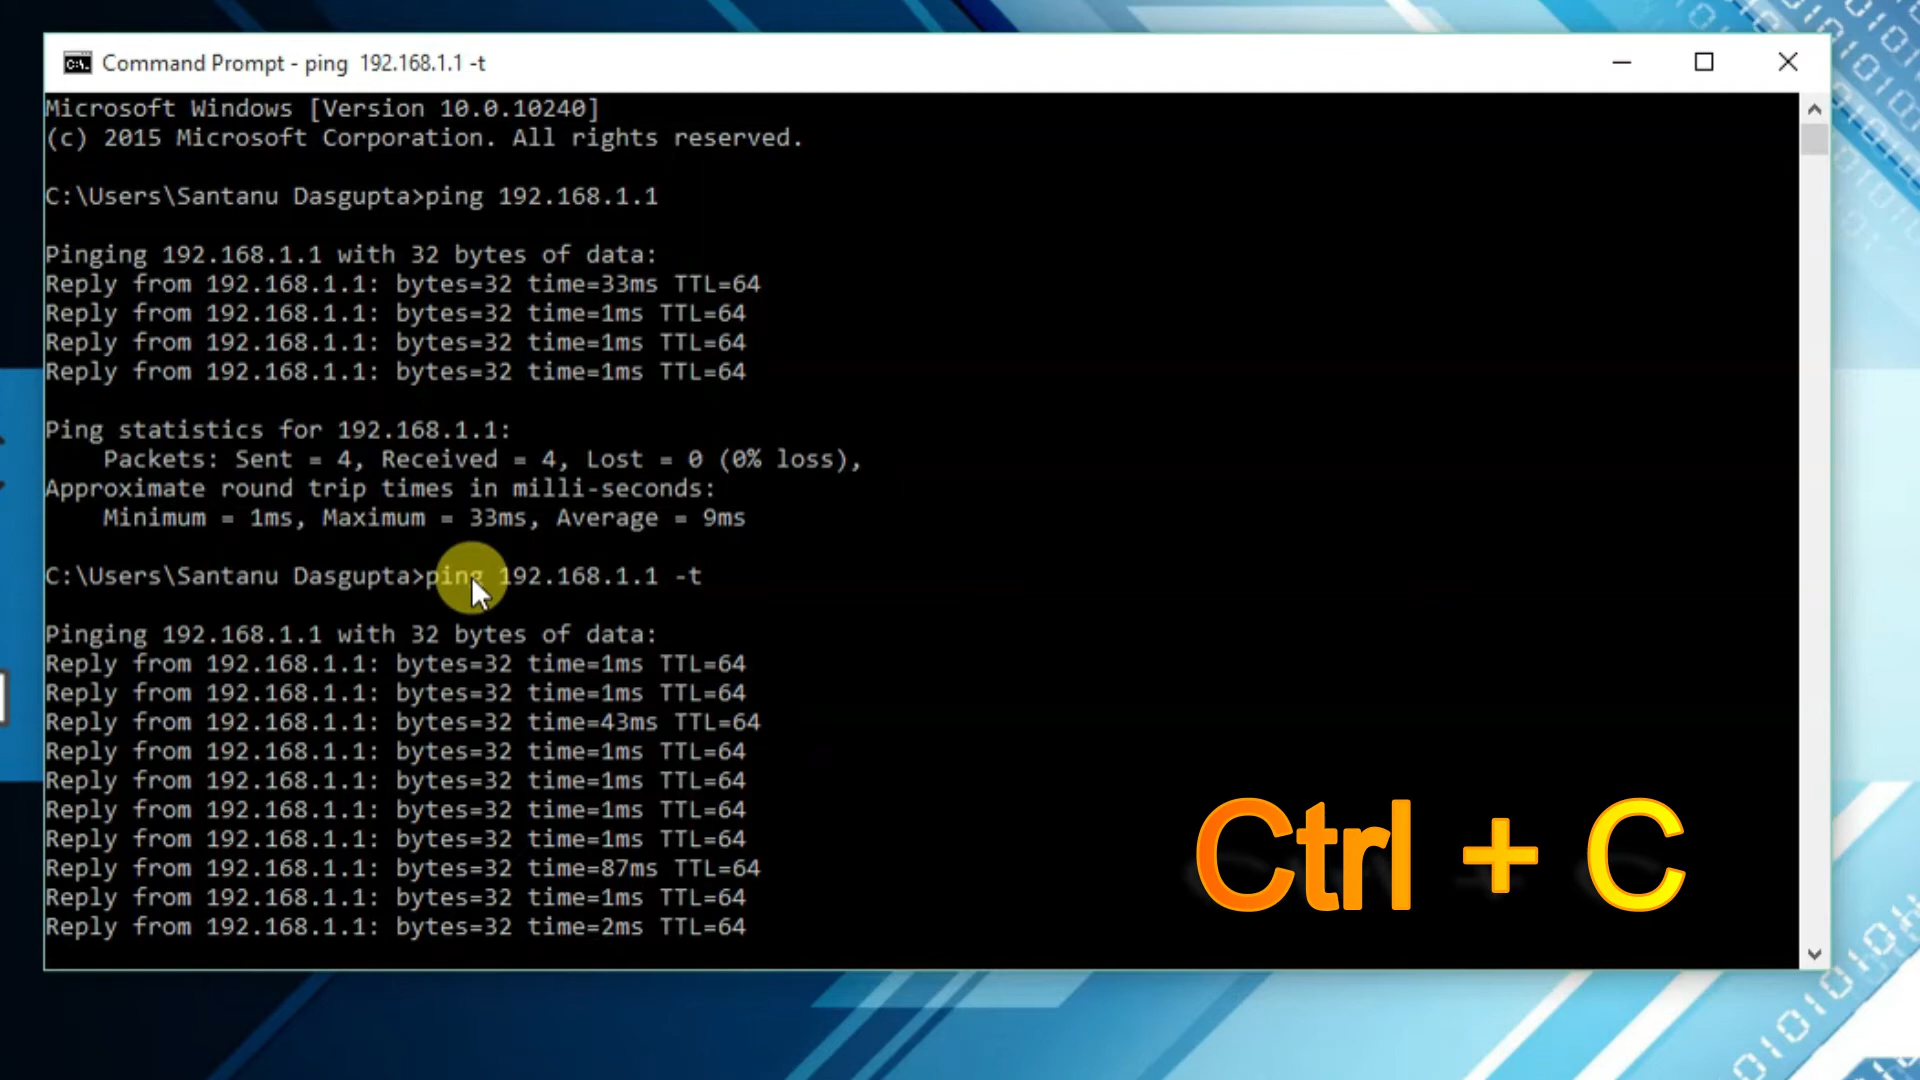 Command Prompt - ping  192.168.1.1 -t
Microsoft Windows [Version 10.0.10240]
(c) 2015 Microsoft Corporation. All rights reserved.
C:\Users\Santanu Dasgupta>ping 192.168.1.1
Pinging 192.168.1.1 with 32 bytes of data:
Reply from 192.168.1.1: bytes=32 time=33ms TTL=64
Reply from 192.168.1.1: bytes=32 time=1ms TTL=64
Reply from 192.168.1.1: bytes=32 time=1ms TTL=64
Reply from 192.168.1.1: bytes=32 time=1ms TTL=64
Ping statistics for 192.168.1.1:
    Packets: Sent = 4, Received = 4, Lost = 0 (0% loss),
Approximate round trip times in milli-seconds:
    Minimum = 1ms, Maximum = 33ms, Average = 9ms
C:\Users\Santanu Dasgupta>ping 192.168.1.1 -t
Pinging 192.168.1.1 with 32 bytes of data:
Reply from 192.168.1.1: bytes=32 time=1ms TTL=64
Reply from 192.168.1.1: bytes=32 time=1ms TTL=64
Reply from 192.168.1.1: bytes=32 time=43ms TTL=64
Reply from 192.168.1.1: bytes=32 time=1ms TTL=64
Reply from 192.168.1.1: bytes=32 time=1ms TTL=64
Reply from 192.168.1.1: bytes=32 time=1ms TTL=64
Reply from 192.168.1.1: bytes=32 time=1ms TTL=64
Reply from 192.168.1.1: bytes=32 time=87ms TTL=64
Reply from 192.168.1.1: bytes=32 time=1ms TTL=64
Reply from 192.168.1.1: bytes=32 time=2ms TTL=64
Ctrl + C